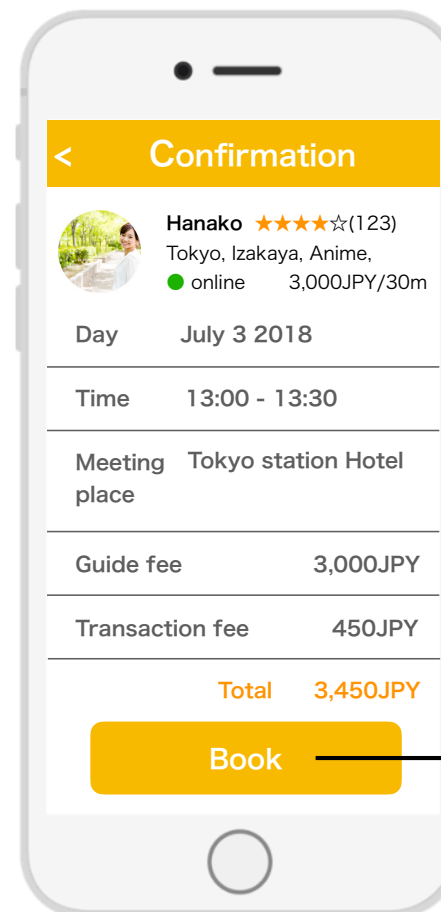 < Confirmation
Hanako ★★★★☆(123)
Tokyo, Izakaya, Anime,
online 3,000JPY/30m
Day July 3 2018
Time 13:00 - 13:30
Meeting Tokyo station Hotel
place
Guide fee 3,000JPY
Transaction fee 450JPY
Total 3,450JPY
Book